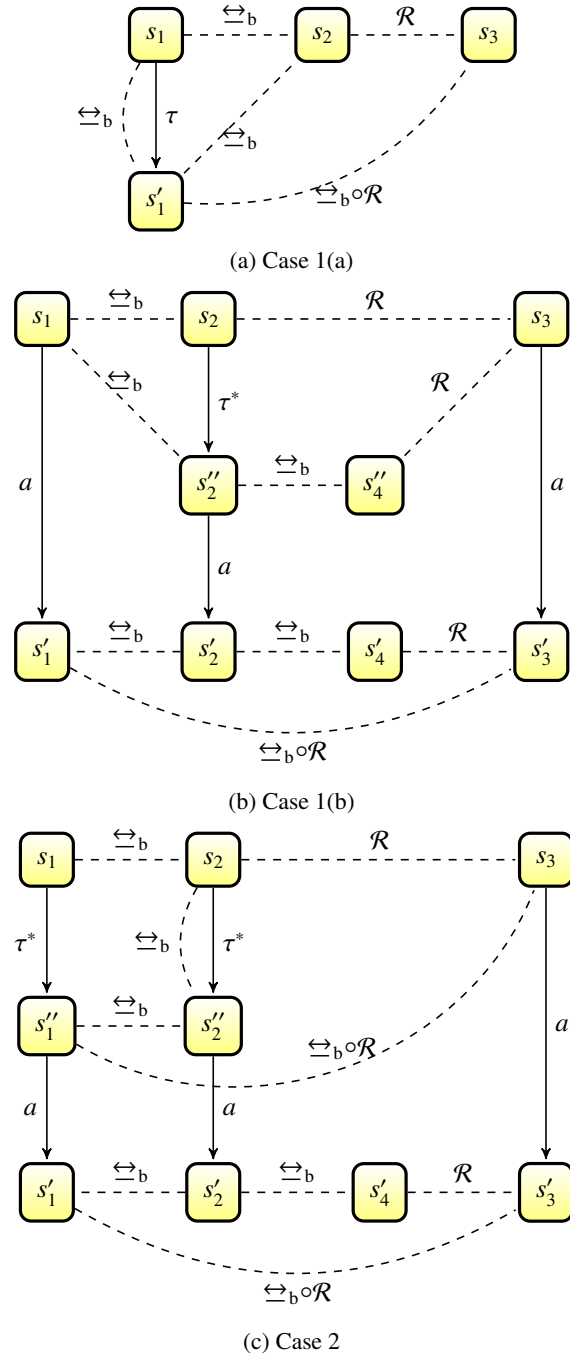 s₁ ↔̲b s₂ ℛ s₃
↔̲b τ ↔̲b
s′₁ ↔̲b∘ℛ
(a) Case 1(a)
s₁ ↔̲b s₂ ℛ s₃
↔̲b τ* ℛ
a s″₂ ↔̲b s″₄ a
a
s′₁ ↔̲b s′₂ ↔̲b s′₄ ℛ s′₃
↔̲b∘ℛ
(b) Case 1(b)
s₁ ↔̲b s₂ ℛ s₃
τ* ↔̲b τ*
s″₁ ↔̲b s″₂ ↔̲b∘ℛ a
a a
s′₁ ↔̲b s′₂ ↔̲b s′₄ ℛ s′₃
↔̲b∘ℛ
(c) Case 2